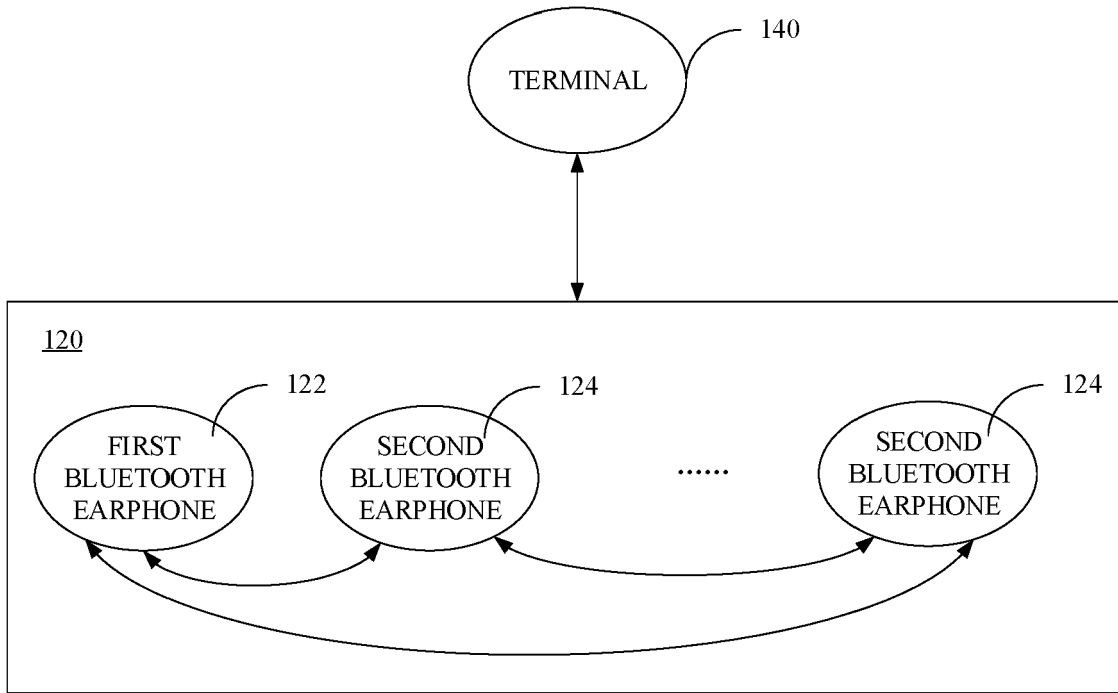 140
TERMINAL
120
122
FIRST
BLUETOOTH
EARPHONE
124
SECOND
BLUETOOTH
EARPHONE
......
124
SECOND
BLUETOOTH
EARPHONE